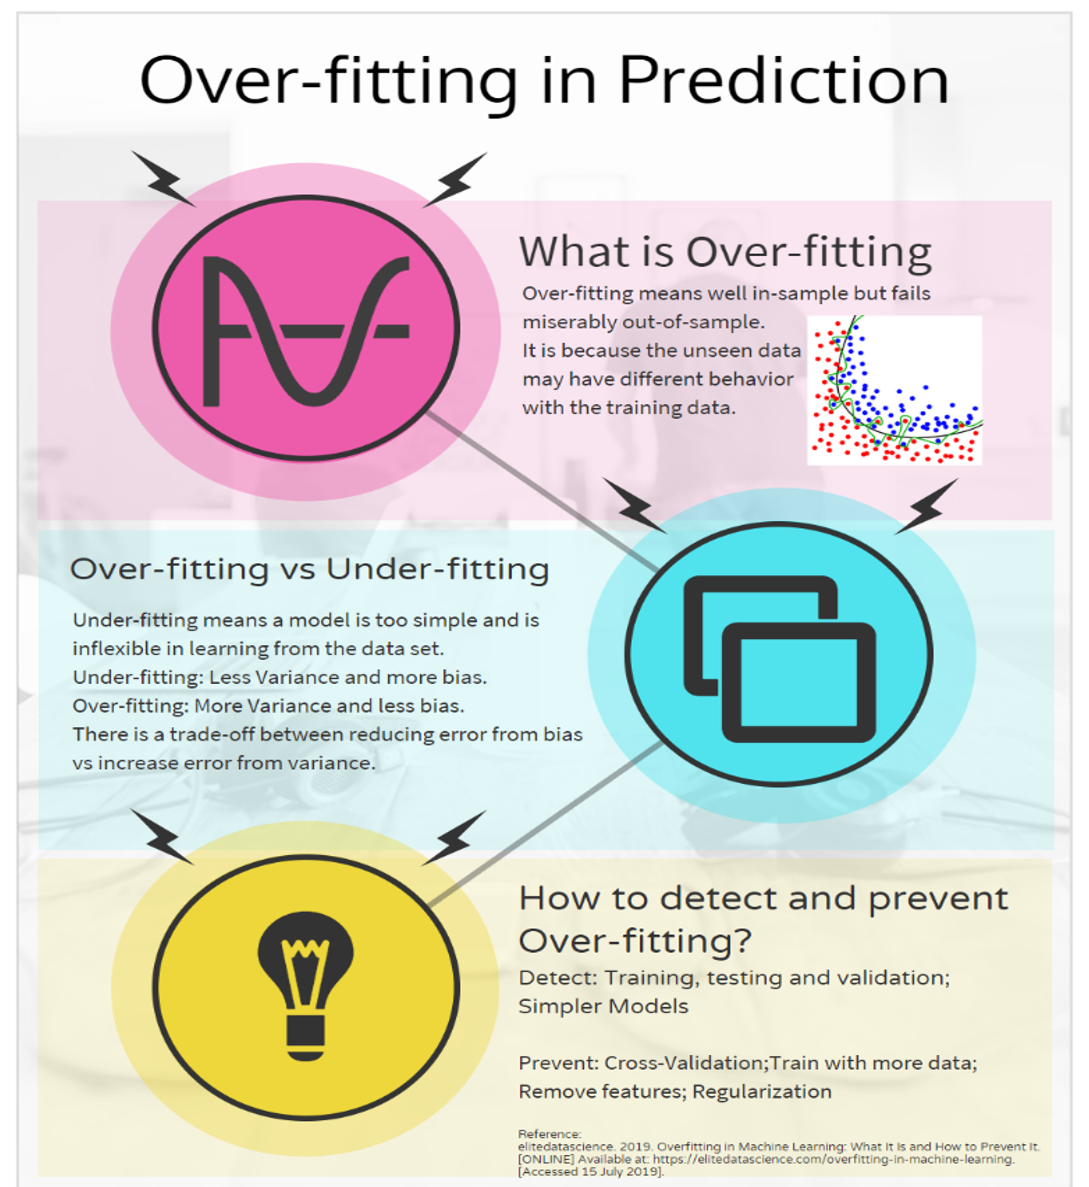 Over-fitting in Prediction
What is Over-fitting
Over-fitting means well in-sample but fails
miserably out-of-sample.
It is because the unseen data
may have different behavior
with the training data.
Over-fitting vs Under-fitting
Under-fitting means a model is too simple and is
inflexible in learning from the data set.
Under-fitting: Less Variance and more bias.
Over-fitting: More Variance and less bias.
There is a trade-off between reducing error from bias
vs increase error from variance.
How to detect and prevent
Over-fitting?
Detect: Training, testing and validation;
Simpler Models
Prevent: Cross-Validation;Train with more data;
Remove features; Regularization
Reference:
elitedatascience. 2019. Overfitting in Machine Learning: What It Is and How to Prevent It.
[ONLINE] Available at: https://elitedatascience.com/overfitting-in-machine-learning.
[Accessed 15 July 2019].